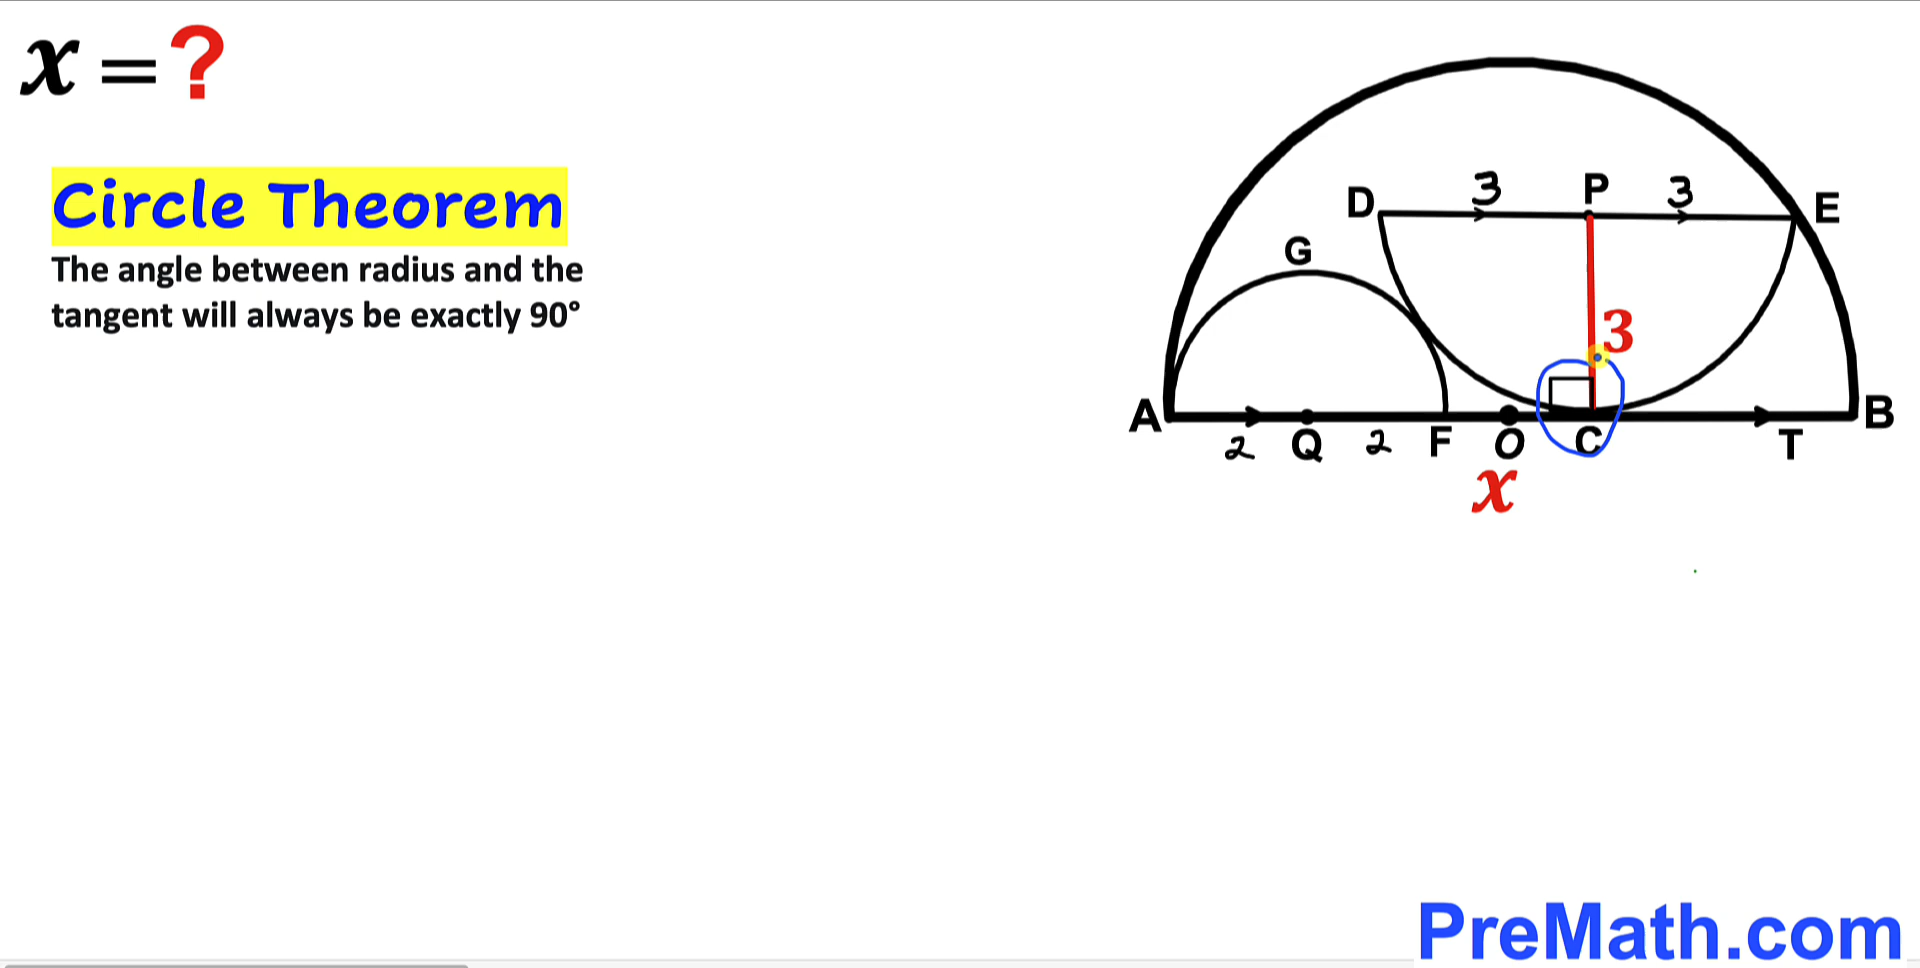 x = ?
Circle Theorem
The angle between radius and the
tangent will always be exactly 90°
D 3 P 3 E
G
3
A B
2 Q 2 F O C T
x
PreMath.com